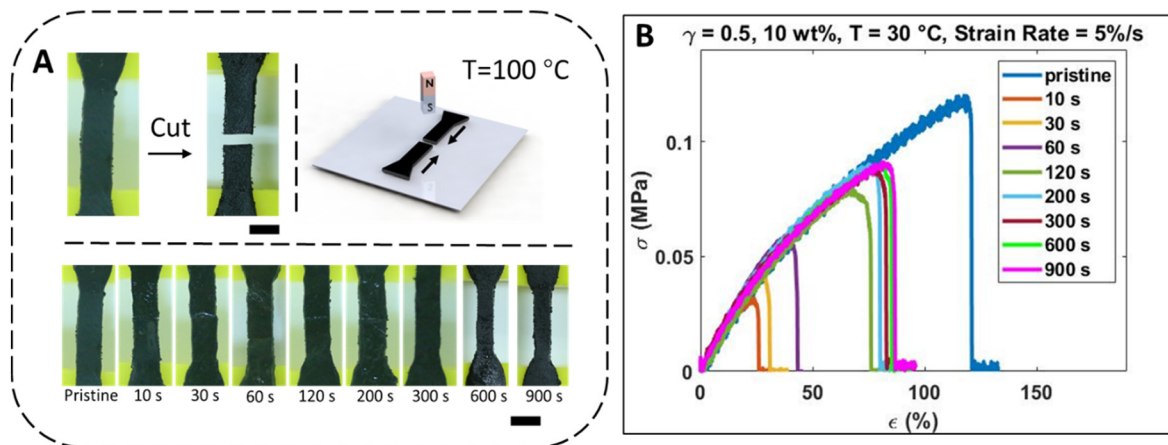 A
Cut
T=100 °C
N
S
Pristine 10 s 30 s 60 s 120 s 200 s 300 s 600 s 900 s
B
γ = 0.5, 10 wt%, T = 30 °C, Strain Rate = 5%/s
pristine
10 s
30 s
60 s
120 s
200 s
300 s
600 s
900 s
0.1
0.05
0
σ (MPa)
0 50 100 150
ϵ (%)